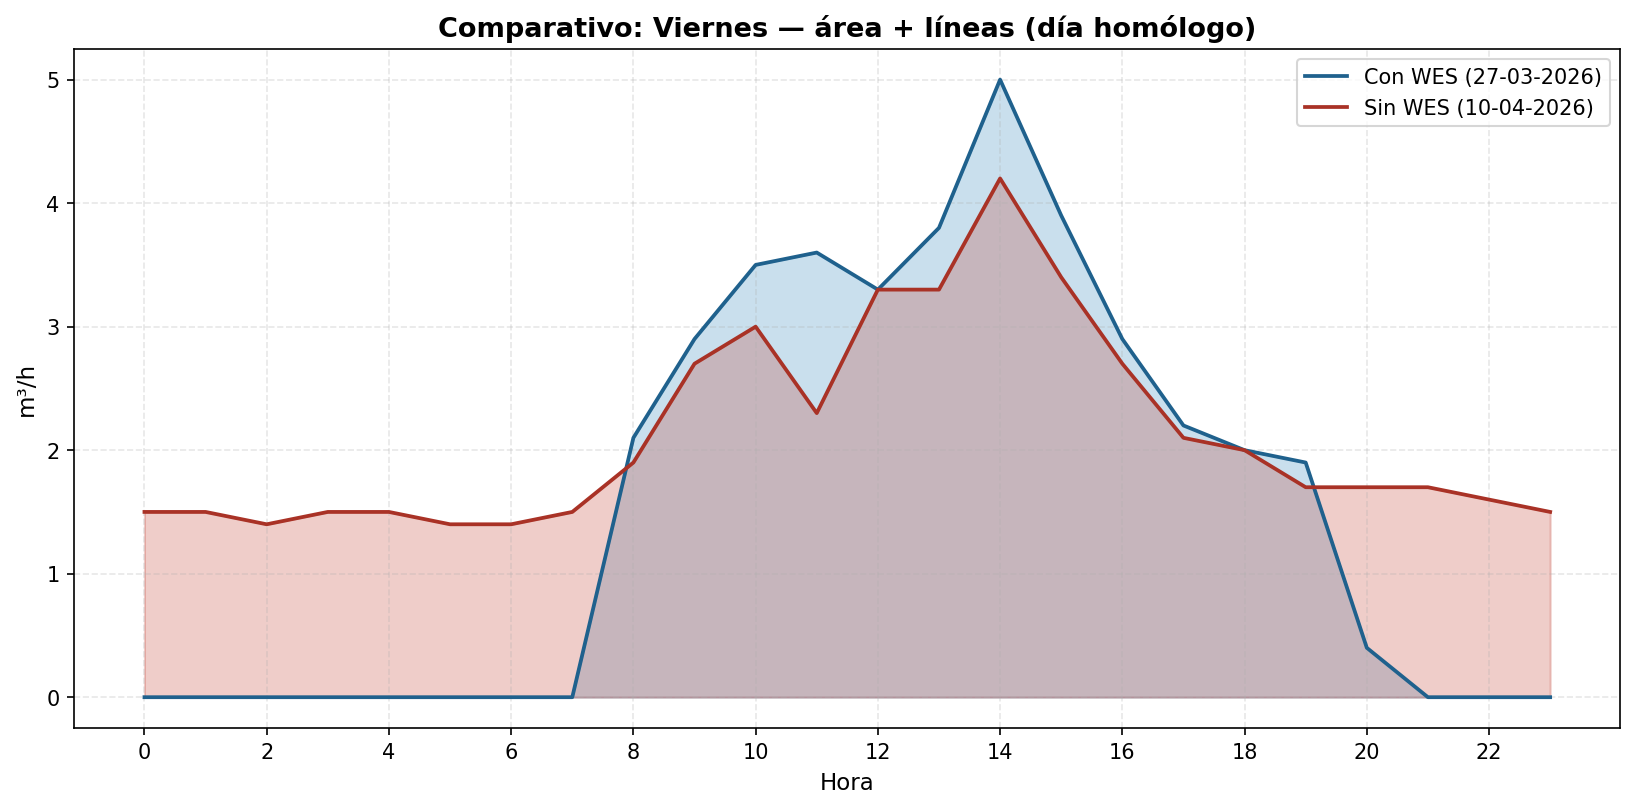 Comparativo: Viernes — área + líneas (día homólogo)
Con WES (27-03-2026)
Sin WES (10-04-2026)
m³/h
5
4
3
2
1
0
0 2 4 6 8 10 12 14 16 18 20 22
Hora